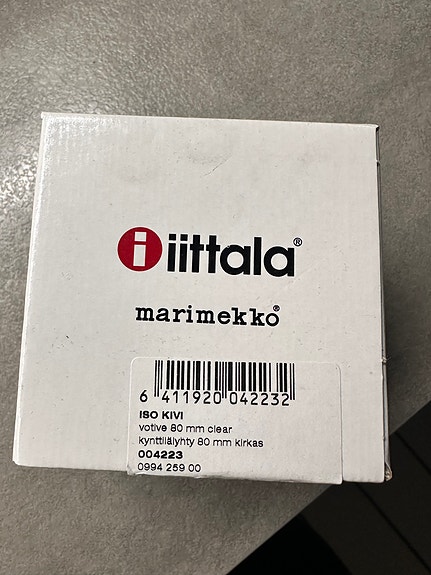 i iittala®
marimekko®
6 411920 042232
ISO KIVI
votive 80 mm clear
kynttilälyhty 80 mm kirkas
004223
0994 259 00